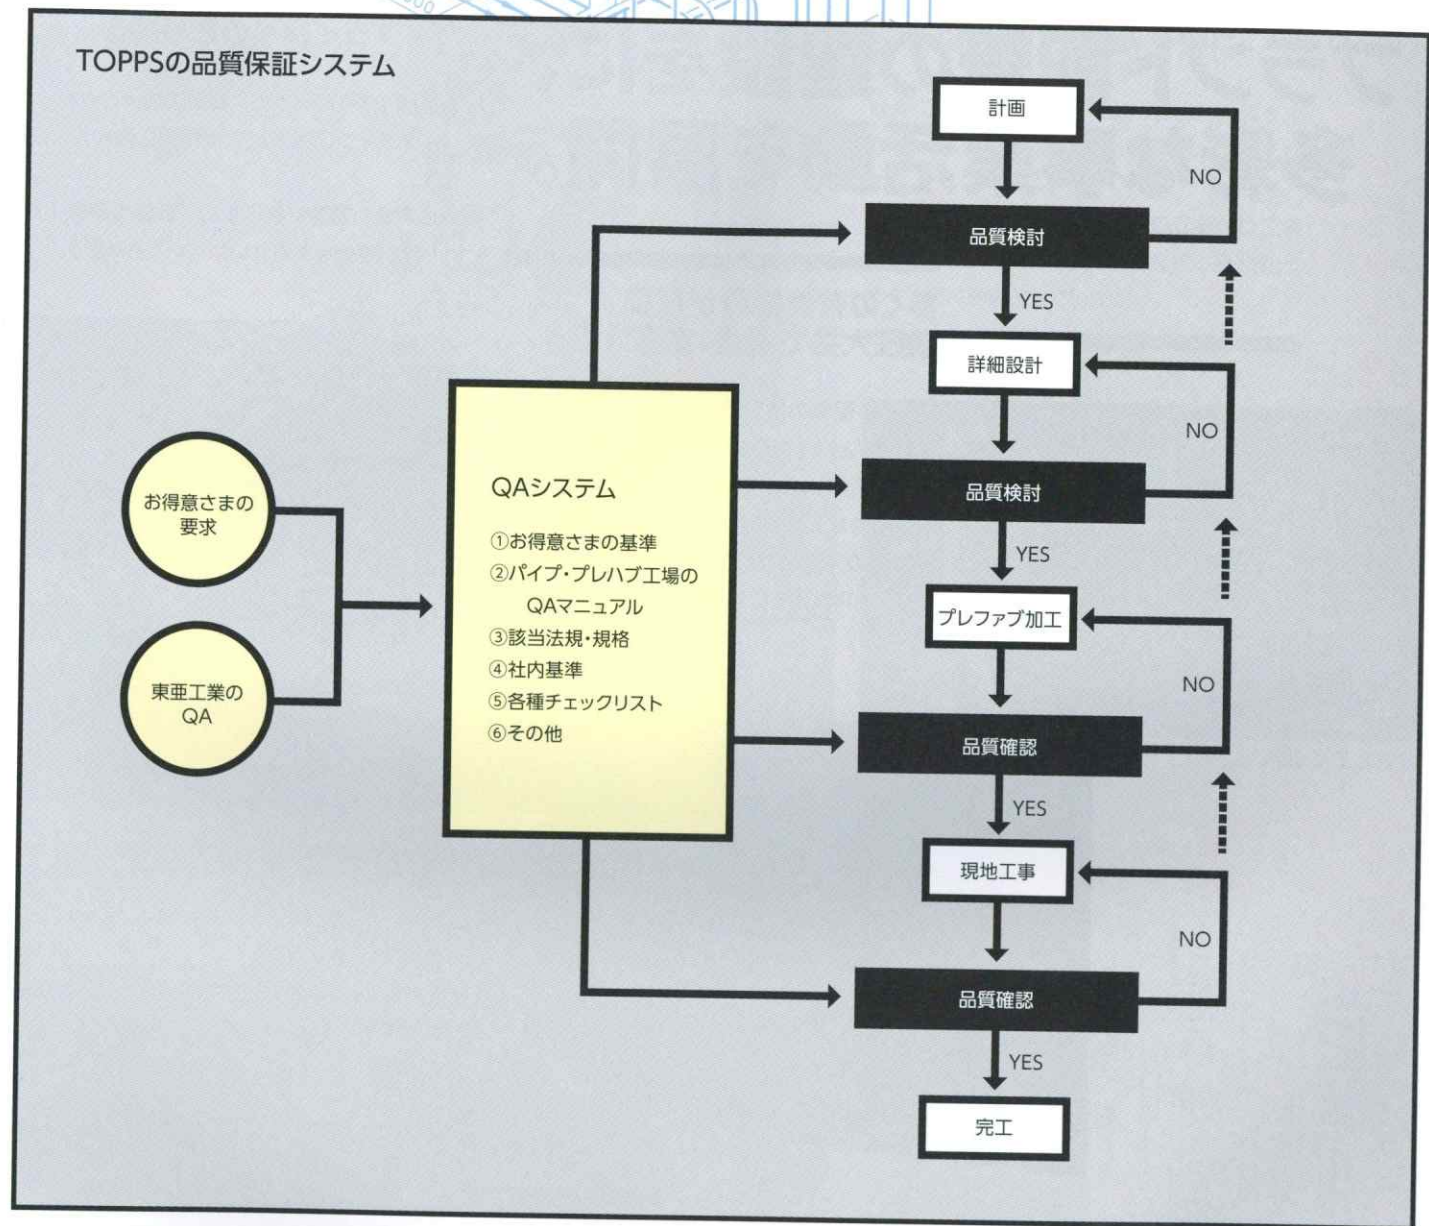 TOPPSの品質保証システム
お得意さまの
要求
東亜工業の
QA
QAシステム
①お得意さまの基準
②パイプ・プレハブ工場の
QAマニュアル
③該当法規・規格
④社内基準
⑤各種チェックリスト
⑥その他
計画
NO
品質検討
YES
詳細設計
NO
品質検討
YES
プレファブ加工
NO
品質確認
YES
現地工事
NO
品質確認
YES
完工